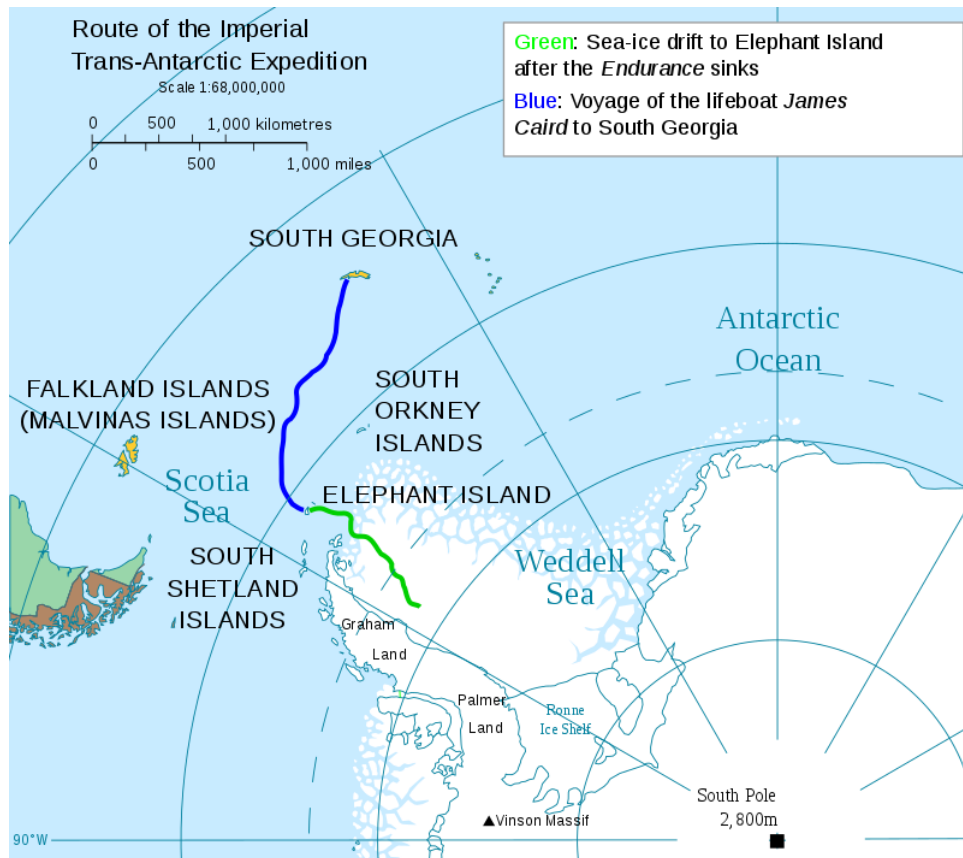 Route of the Imperial
Trans-Antarctic Expedition
Scale 1:68,000,000
0 500 1,000 kilometres
0 500 1,000 miles
Green: Sea-ice drift to Elephant Island
after the Endurance sinks
Blue: Voyage of the lifeboat James
Caird to South Georgia
SOUTH GEORGIA
Antarctic
Ocean
FALKLAND ISLANDS
(MALVINAS ISLANDS)
SOUTH
ORKNEY
ISLANDS
Scotia
Sea
ELEPHANT ISLAND
SOUTH
SHETLAND
ISLANDS
Weddell
Sea
Graham
Land
Palmer
Land
Ronne
Ice Shelf
South Pole
2,800m
Vinson Massif
90°W